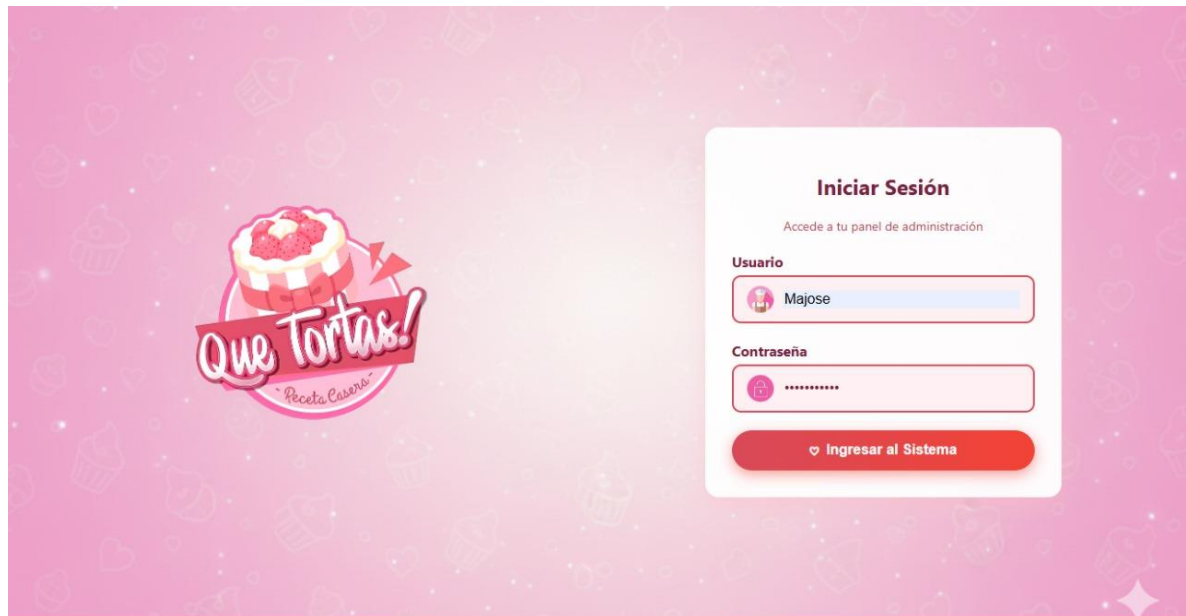 Que Tortas!
Receta Casera
Iniciar Sesión
Accede a tu panel de administración
Usuario
Majose
Contraseña
•••••••••••
Ingresar al Sistema